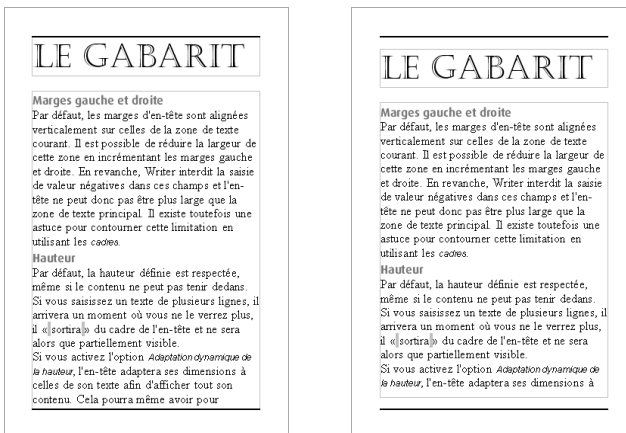 LE GABARIT
Marges gauche et droite
Par défaut, les marges d'en-tête sont alignées
verticalement sur celles de la zone de texte
courant. Il est possible de réduire la largeur de
cette zone en incrémentant les marges gauche
et droite. En revanche, Writer interdit la saisie
de valeur négatives dans ces champs et l'en-
tête ne peut donc pas être plus large que la
zone de texte principal. Il existe toutefois une
astuce pour contourner cette limitation en
utilisant les cadres.
Hauteur
Par défaut, la hauteur définie est respectée,
même si le contenu ne peut pas tenir dedans.
Si vous saisissez un texte de plusieurs lignes, il
arrivera un moment où vous ne le verrez plus,
il « sortira » du cadre de l'en-tête et ne sera
alors que partiellement visible.
Si vous activez l'option Adaptation dynamique de
la hauteur, l'en-tête adaptera ses dimensions à
celles de son texte afin d'afficher tout son
contenu. Cela pourra même avoir pour
LE GABARIT
Marges gauche et droite
Par défaut, les marges d'en-tête sont alignées
verticalement sur celles de la zone de texte
courant. Il est possible de réduire la largeur de
cette zone en incrémentant les marges gauche
et droite. En revanche, Writer interdit la saisie
de valeur négatives dans ces champs et l'en-
tête ne peut donc pas être plus large que la
zone de texte principal. Il existe toutefois une
astuce pour contourner cette limitation en
utilisant les cadres.
Hauteur
Par défaut, la hauteur définie est respectée,
même si le contenu ne peut pas tenir dedans.
Si vous saisissez un texte de plusieurs lignes, il
arrivera un moment où vous ne le verrez plus,
il « sortira » du cadre de l'en-tête et ne sera
alors que partiellement visible.
Si vous activez l'option Adaptation dynamique de
la hauteur, l'en-tête adaptera ses dimensions à